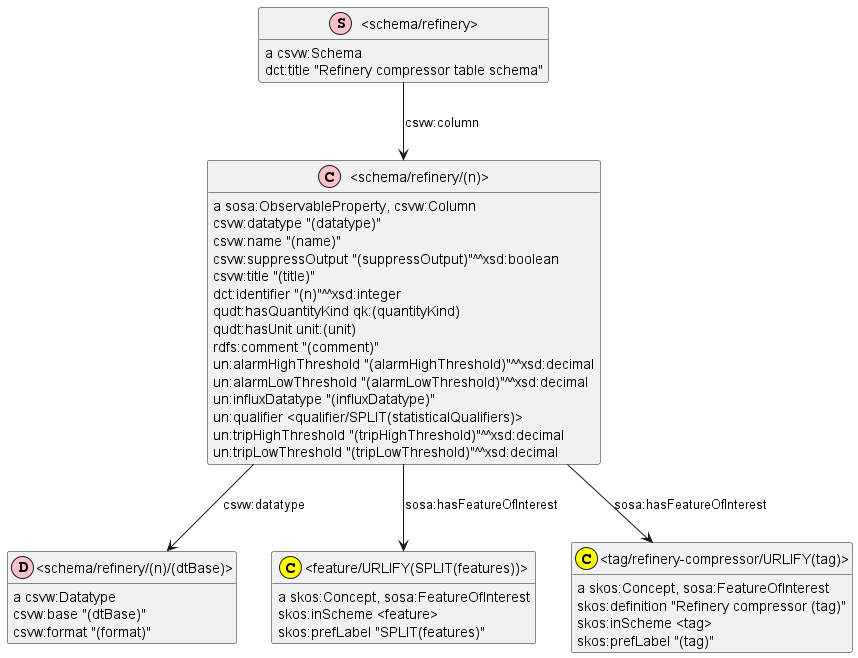 S <schema/refinery>
a csvw:Schema
dct:title "Refinery compressor table schema"
csvw:column
C <schema/refinery/(n)>
a sosa:ObservableProperty, csvw:Column
csvw:datatype "(datatype)"
csvw:name "(name)"
csvw:suppressOutput "(suppressOutput)"^^xsd:boolean
csvw:title "(title)"
dct:identifier "(n)"^^xsd:integer
qudt:hasQuantityKind qk:(quantityKind)
qudt:hasUnit unit:(unit)
rdfs:comment "(comment)"
un:alarmHighThreshold "(alarmHighThreshold)"^^xsd:decimal
un:alarmLowThreshold "(alarmLowThreshold)"^^xsd:decimal
un:influxDatatype "(influxDatatype)"
un:qualifier <qualifier/SPLIT(statisticalQualifiers)>
un:tripHighThreshold "(tripHighThreshold)"^^xsd:decimal
un:tripLowThreshold "(tripLowThreshold)"^^xsd:decimal
csvw:datatype
sosa:hasFeatureOfInterest
sosa:hasFeatureOfInterest
D <schema/refinery/(n)/(dtBase)>
a csvw:Datatype
csvw:base "(dtBase)"
csvw:format "(format)"
C <feature/URLIFY(SPLIT(features))>
a skos:Concept, sosa:FeatureOfInterest
skos:inScheme <feature>
skos:prefLabel "SPLIT(features)"
C <tag/refinery-compressor/URLIFY(tag)>
a skos:Concept, sosa:FeatureOfInterest
skos:definition "Refinery compressor (tag)"
skos:inScheme <tag>
skos:prefLabel "(tag)"